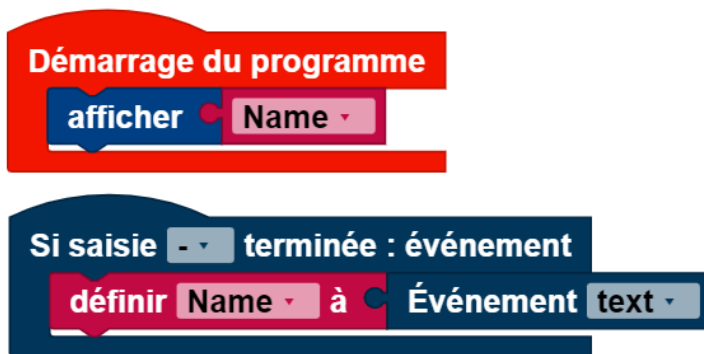 Démarrage du programme
afficher Name
Si saisie - terminée : événement
définir Name à Événement text